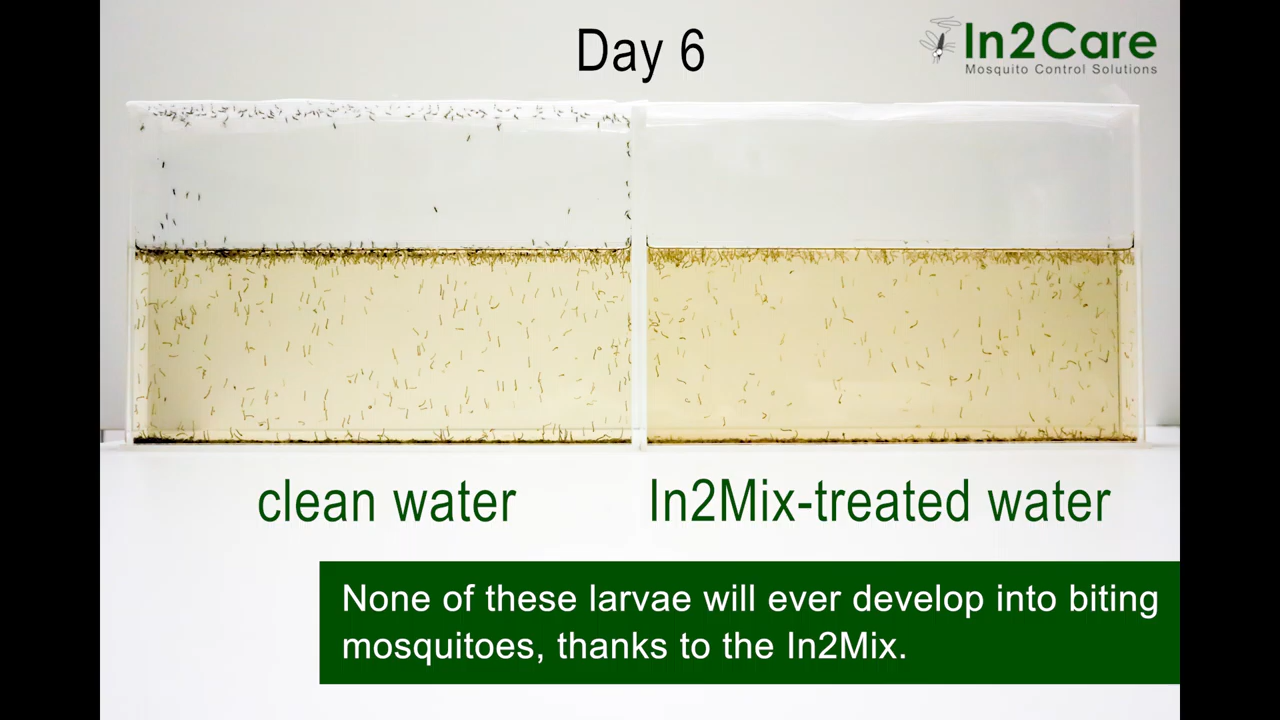 Day 6
In2Care
Mosquito Control Solutions
clean water
In2Mix-treated water
None of these larvae will ever develop into biting
mosquitoes, thanks to the In2Mix.